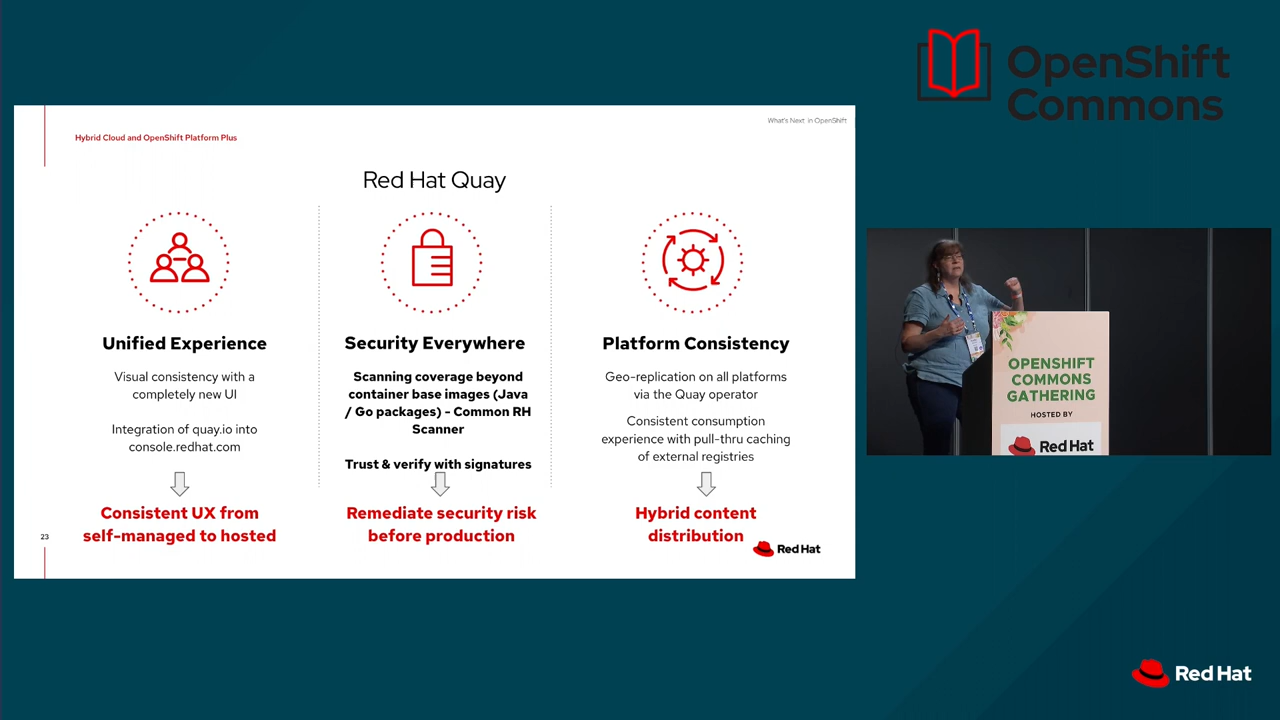 OpenShift
Commons
Hybrid Cloud and OpenShift Platform Plus
What's Next in OpenShift
Red Hat Quay
Unified Experience
Visual consistency with a
completely new UI
Integration of quay.io into
console.redhat.com
Consistent UX from
self-managed to hosted
Security Everywhere
Scanning coverage beyond
container base images (Java
/ Go packages) - Common RH
Scanner
Trust & verify with signatures
Remediate security risk
before production
Platform Consistency
Geo-replication on all platforms
via the Quay operator
Consistent consumption
experience with pull-thru caching
of external registries
Hybrid content
distribution
23
Red Hat
OPENSHIFT
COMMONS
GATHERING
HOSTED BY
Red Hat
Red Hat